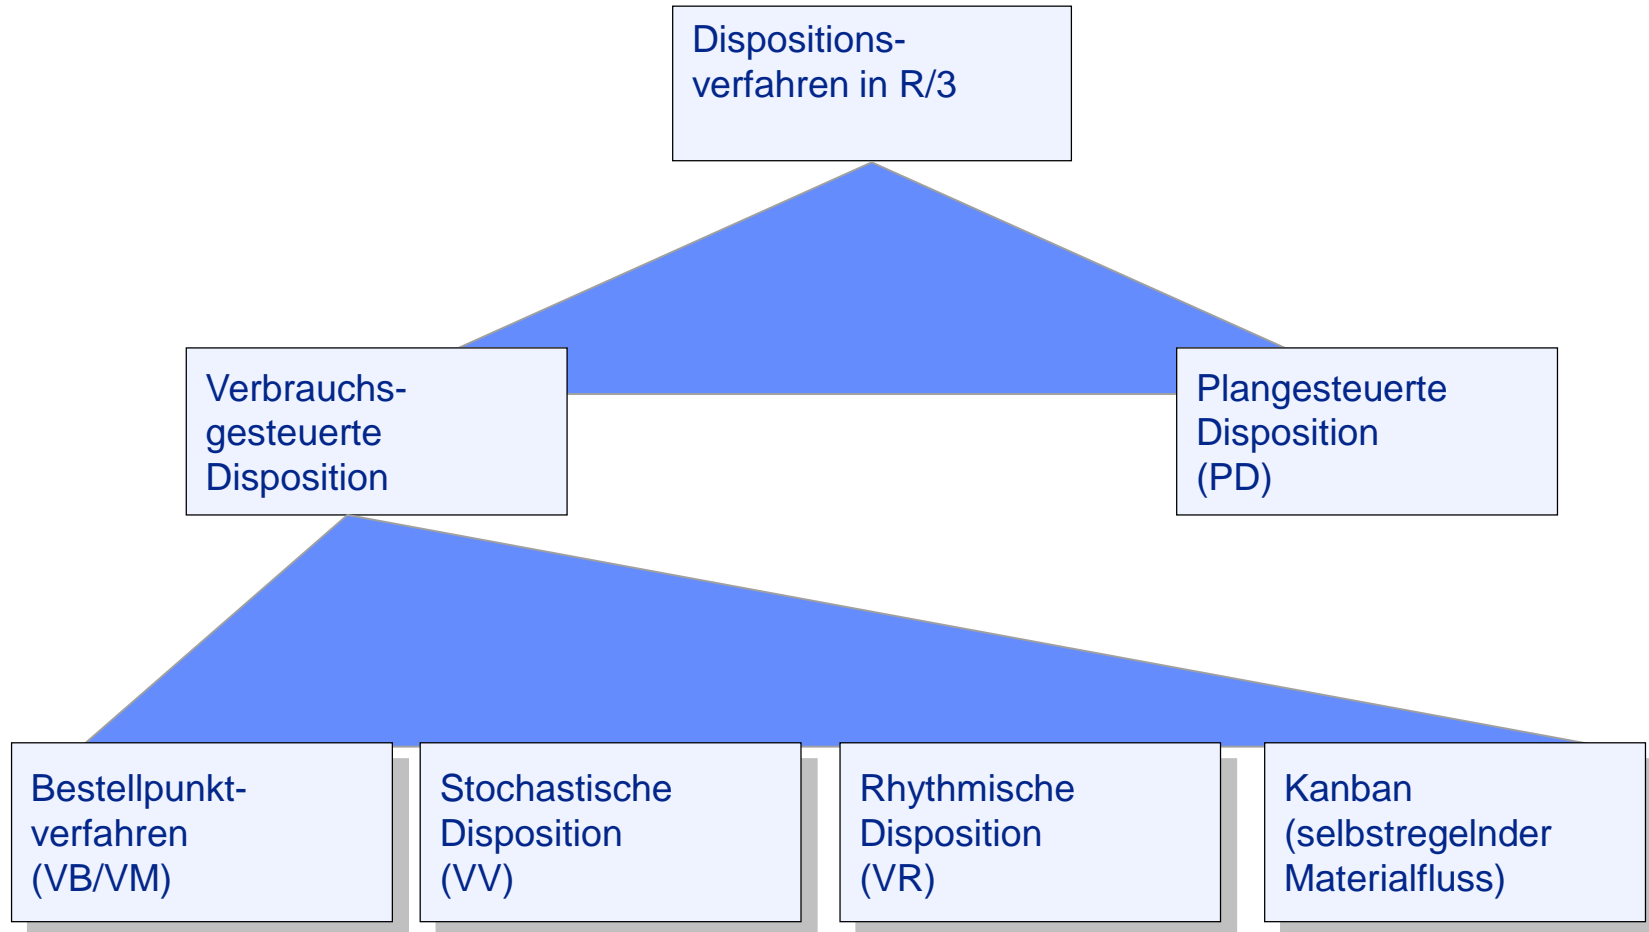 Dispositions-
verfahren in R/3
Verbrauchs-
gesteuerte
Disposition
Plangesteuerte
Disposition
(PD)
Bestellpunkt-
verfahren
(VB/VM)
Stochastische
Disposition
(VV)
Rhythmische
Disposition
(VR)
Kanban
(selbstregelnder
Materialfluss)